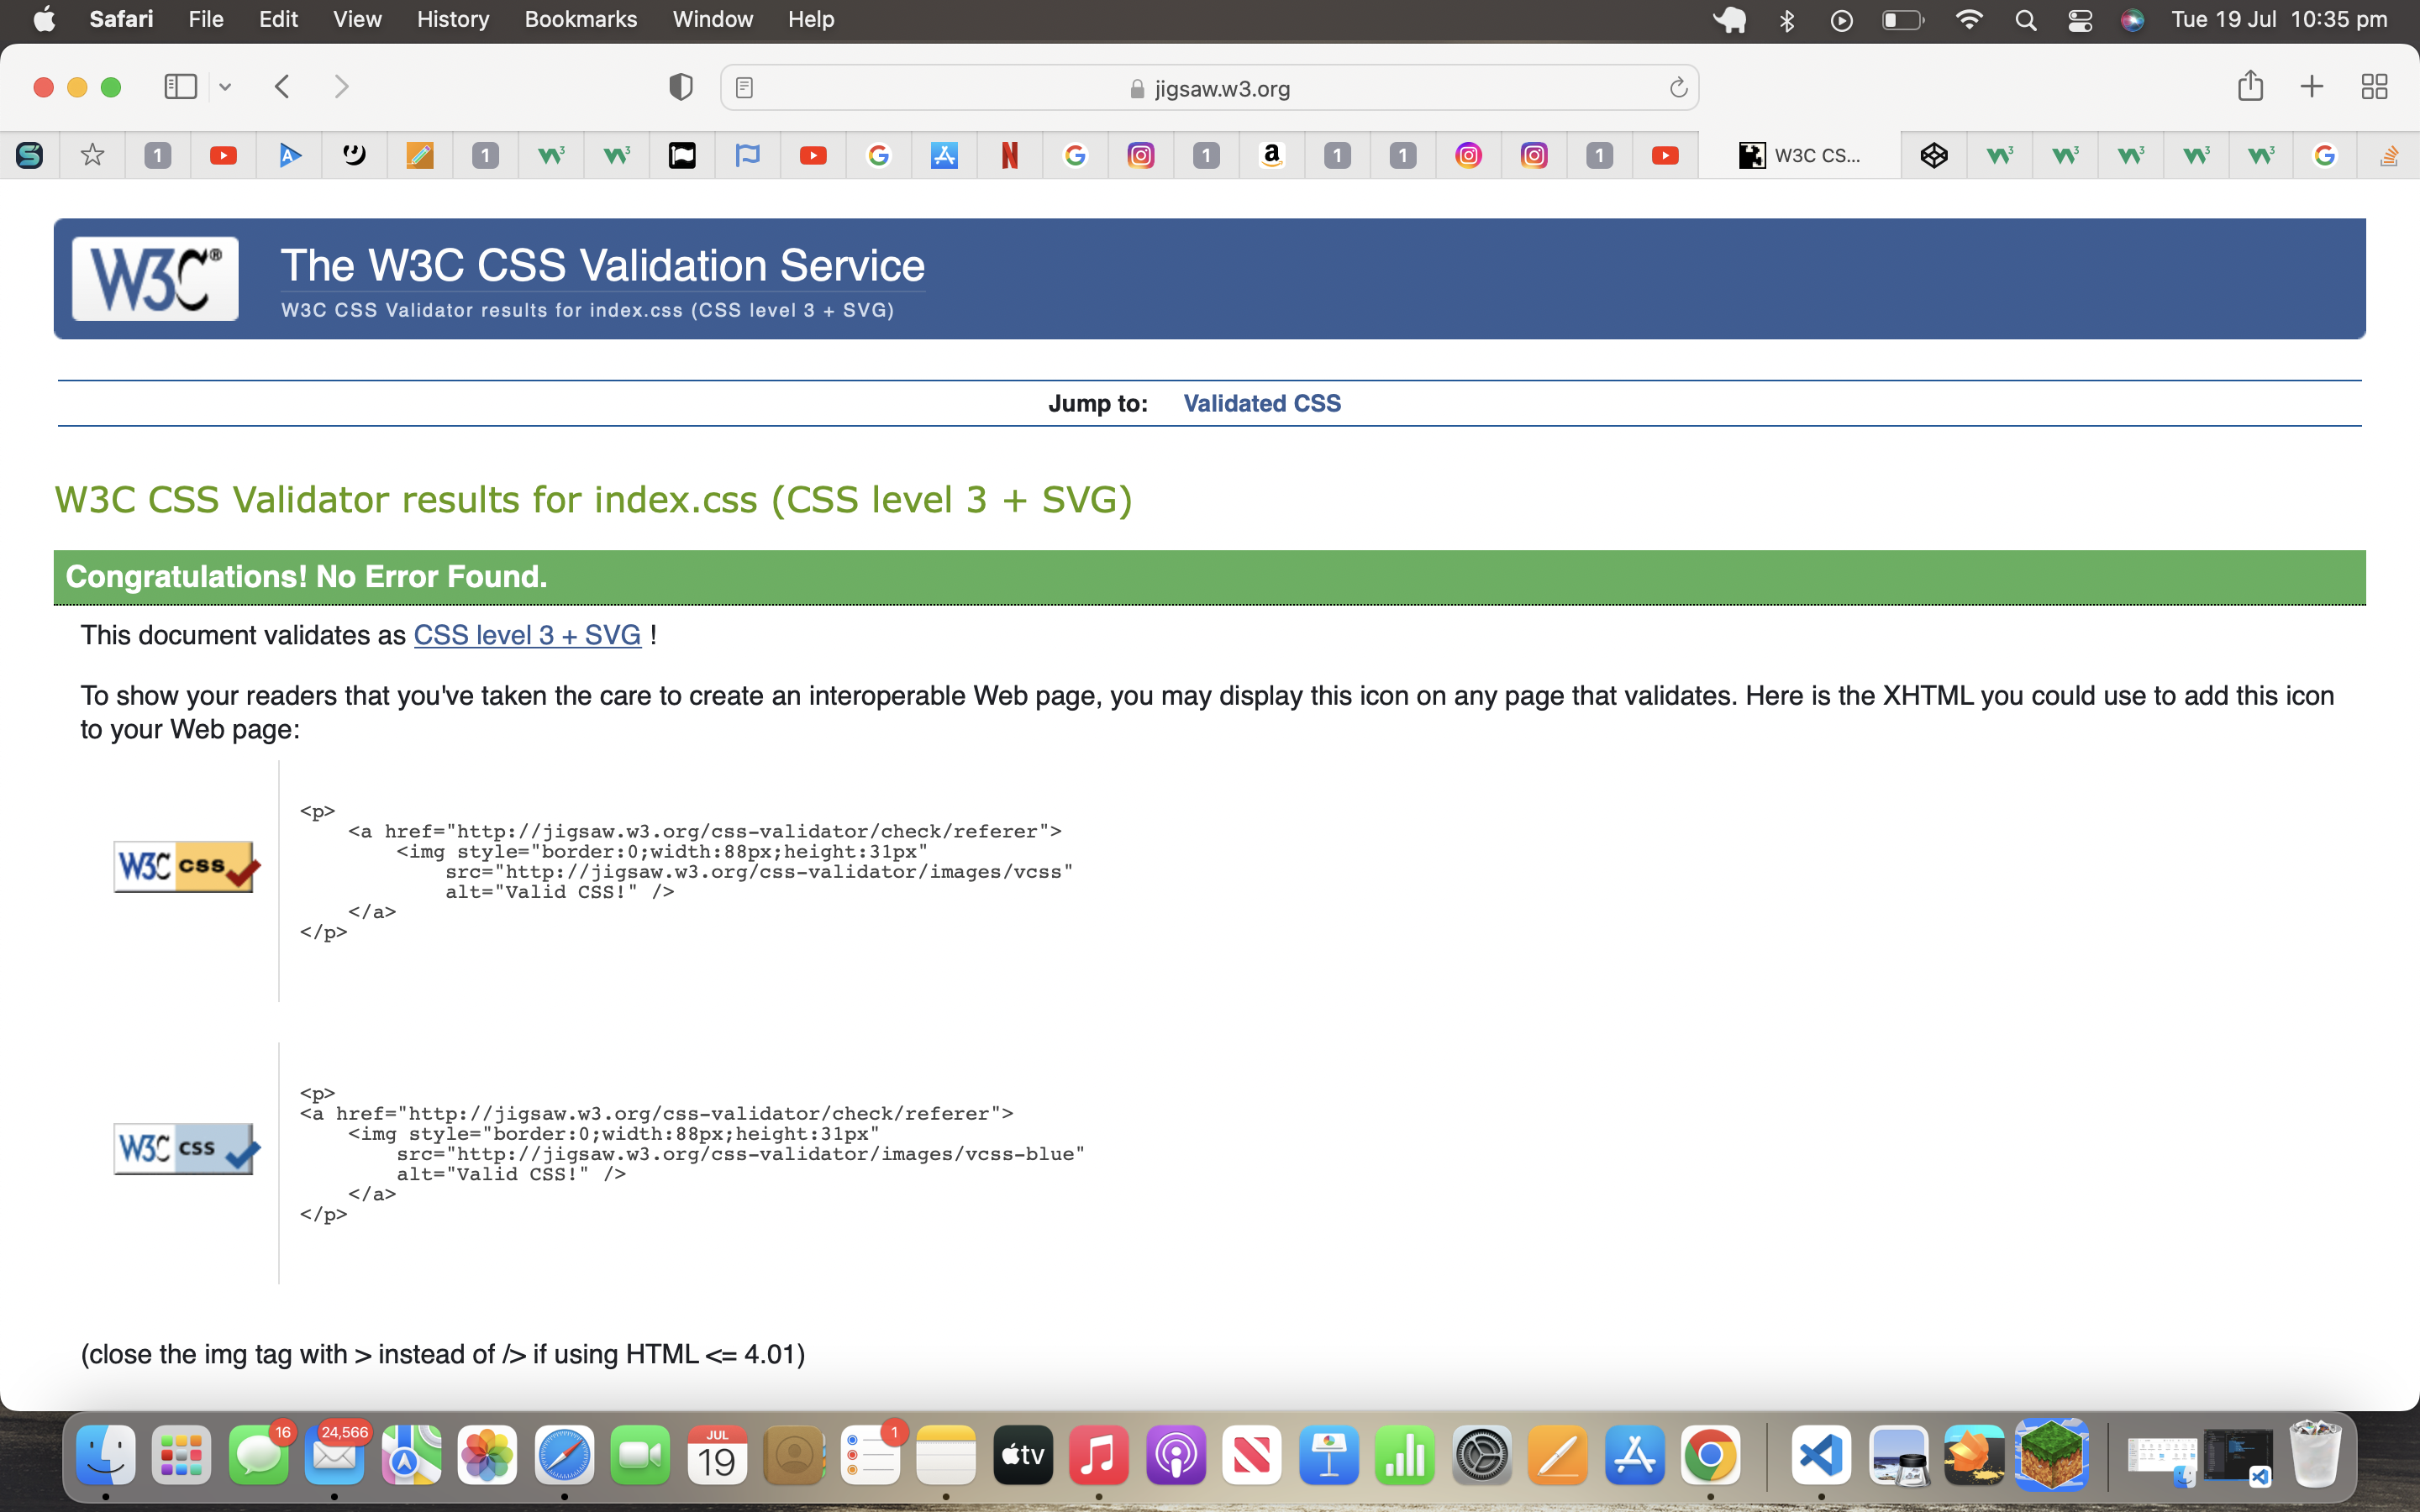 Safari File Edit View History Bookmarks Window Help Tue 19 Jul 10:35 pm
jigsaw.w3.org
1 1 1 1 1 1 W3C CS...
W3C®
The W3C CSS Validation Service
W3C CSS Validator results for index.css (CSS level 3 + SVG)
Jump to: Validated CSS
W3C CSS Validator results for index.css (CSS level 3 + SVG)
Congratulations! No Error Found.
This document validates as CSS level 3 + SVG !
To show your readers that you've taken the care to create an interoperable Web page, you may display this icon on any page that validates. Here is the XHTML you could use to add this icon
to your Web page:
W3C css
<p>
<a href="http://jigsaw.w3.org/css-validator/check/referer">
<img style="border:0;width:88px;height:31px"
src="http://jigsaw.w3.org/css-validator/images/vcss"
alt="Valid CSS!" />
</a>
</p>
W3C css
<p>
<a href="http://jigsaw.w3.org/css-validator/check/referer">
<img style="border:0;width:88px;height:31px"
src="http://jigsaw.w3.org/css-validator/images/vcss-blue"
alt="Valid CSS!" />
</a>
</p>
(close the img tag with > instead of /> if using HTML <= 4.01)
16 24,566 JUL 1
19 tv